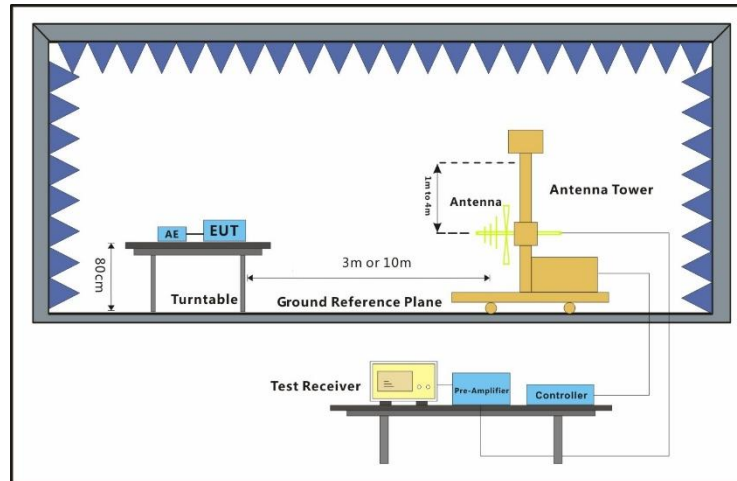 1m to 4m
Antenna
Antenna Tower
AE
EUT
80cm
3m or 10m
Turntable
Ground Reference Plane
Test Receiver
Pre-Amplifier
Controller